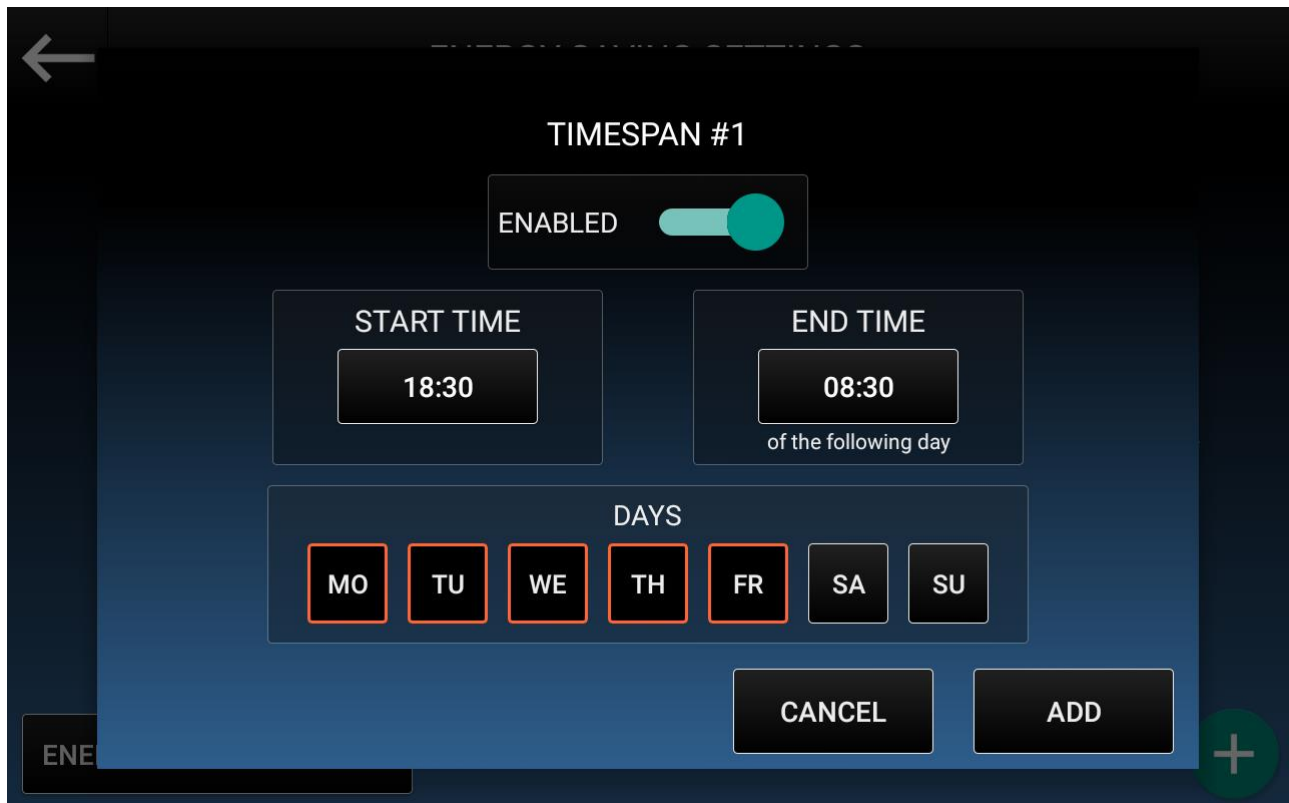 TIMESPAN #1
ENABLED
START TIME
END TIME
18:30
08:30
of the following day
DAYS
MO TU WE TH FR SA SU
CANCEL
ADD
ENE
+